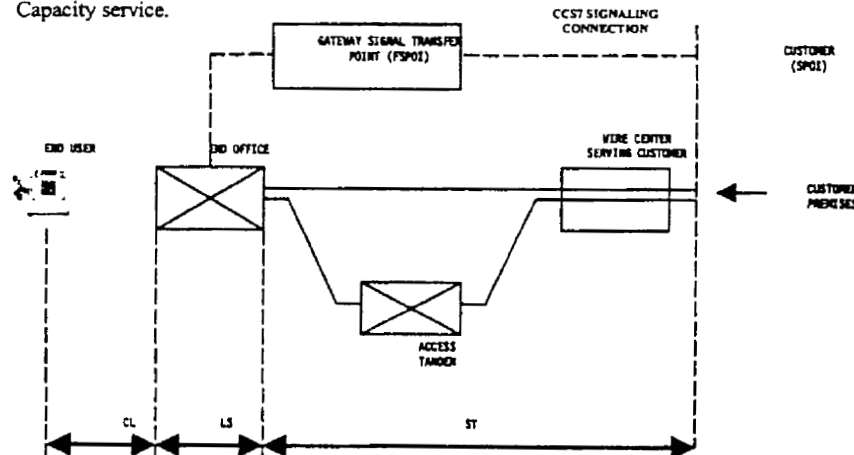 Capacity service.
CCS7 SIGNALING
CONNECTION
GATEWAY SIGNAL TRANSFER
POINT (FSPOI)
CUSTOMER
(SPOI)
END USER
END OFFICE
WIRE CENTER
SERVING CUSTOMER
CUSTOMER
PREMISES
ACCESS
TANDEM
CL
LS
ST